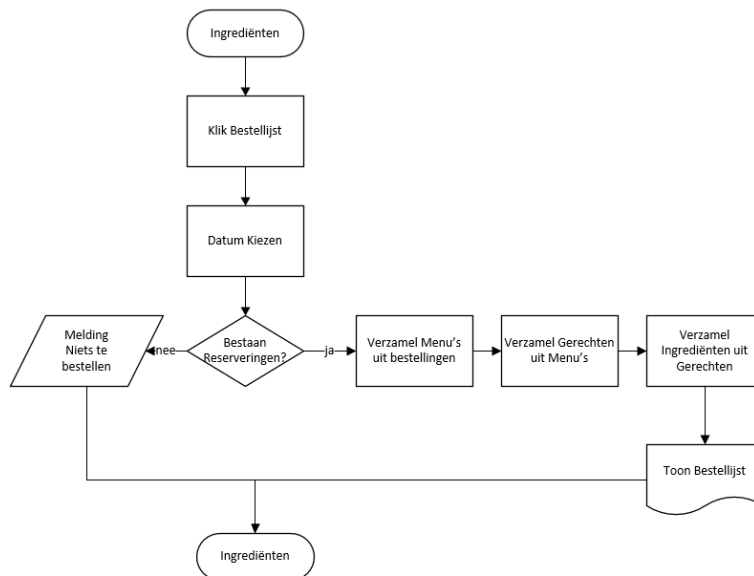 Ingrediënten
Klik Bestellijst
Datum Kiezen
Melding
Niets te
bestellen
nee
Bestaan
Reserveringen?
ja
Verzamel Menu's
uit bestellingen
Verzamel Gerechten
uit Menu's
Verzamel
Ingrediënten uit
Gerechten
Toon Bestellijst
Ingrediënten